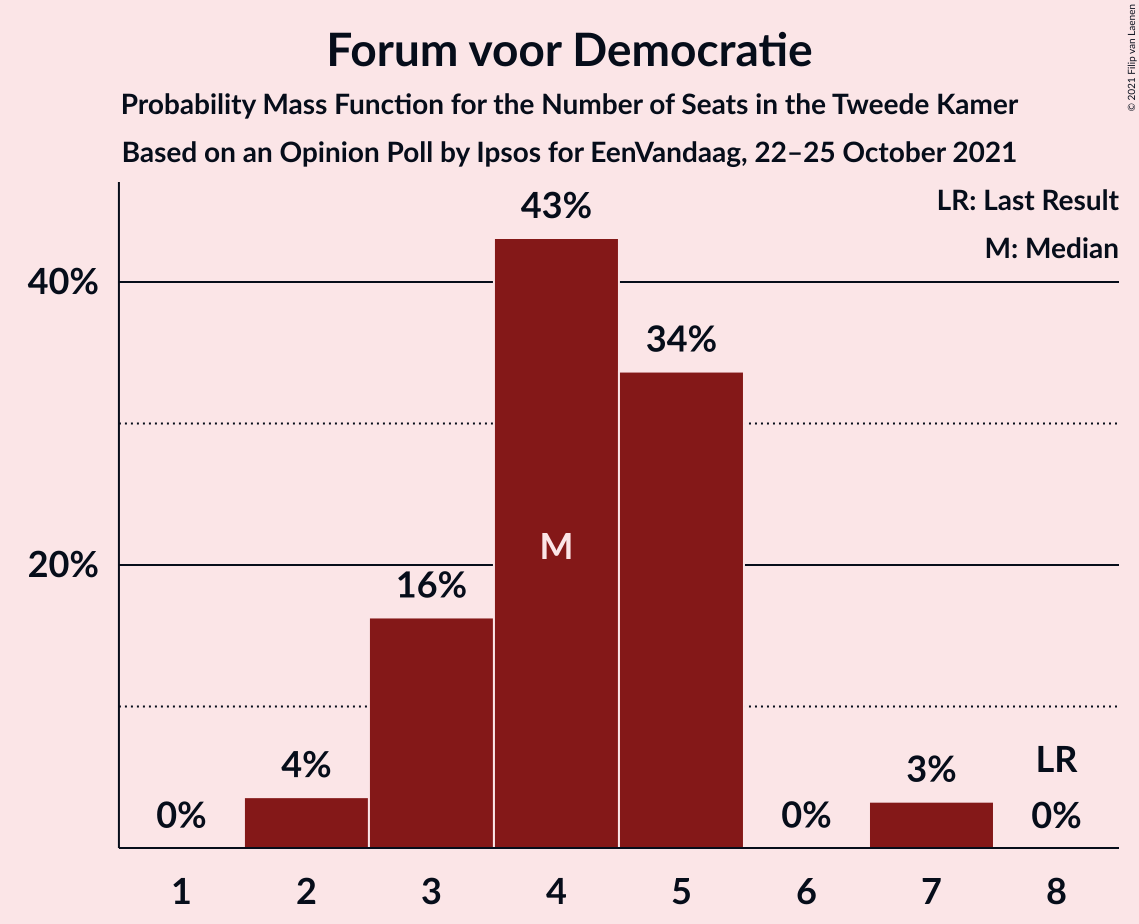 Forum voor Democratie
Probability Mass Function for the Number of Seats in the Tweede Kamer
Based on an Opinion Poll by Ipsos for EenVandaag, 22–25 October 2021
© 2021 Filip van Laenen
LR: Last Result
M: Median
40%
20%
0%
4%
16%
43%
M
34%
0%
3%
LR
0%
1 2 3 4 5 6 7 8